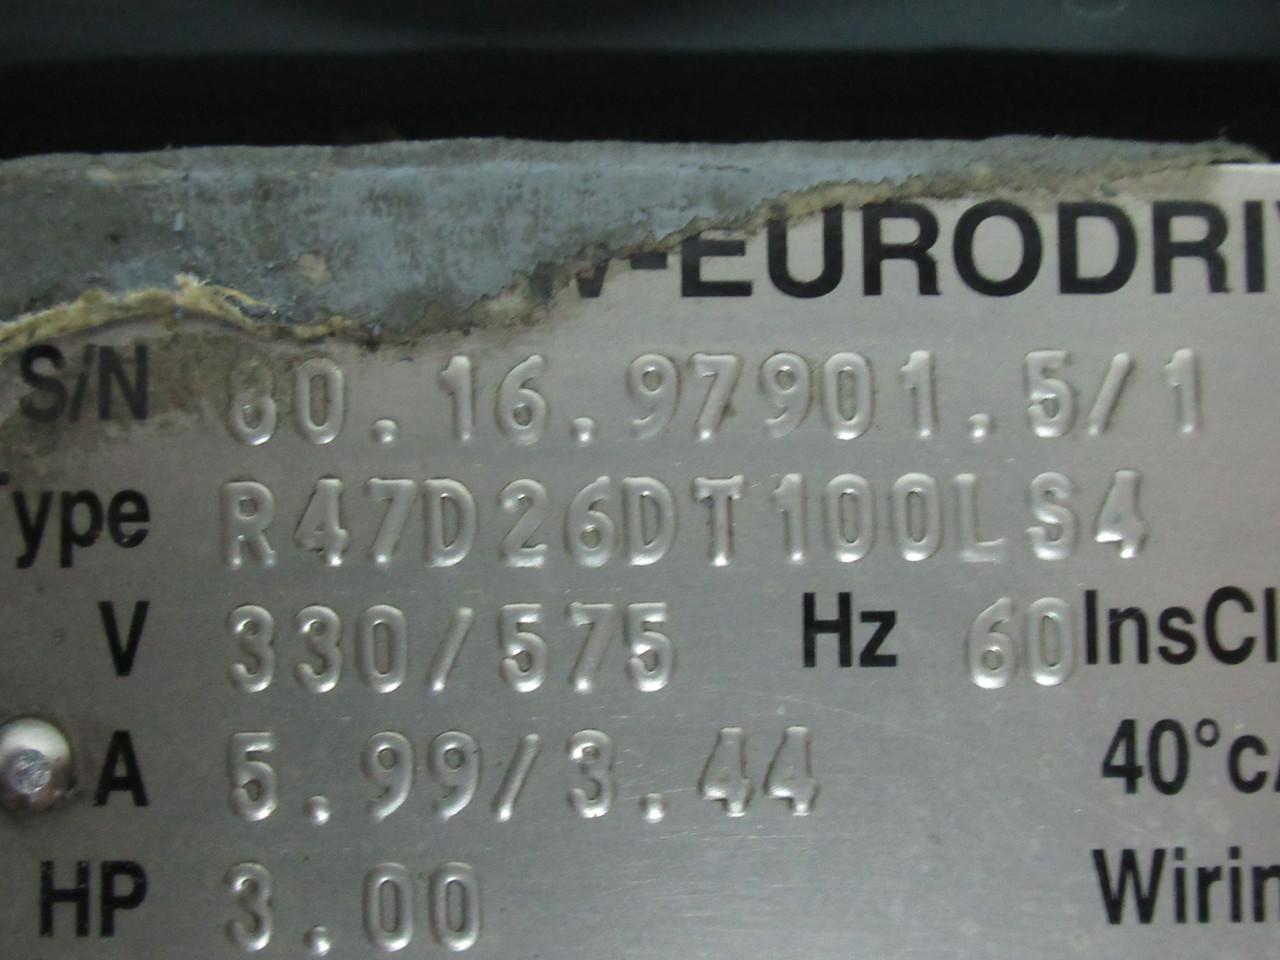 -EURODRI
S/N 80.16.97901.5/1
Type R47D26DT100LS4
V 330/575 Hz 60 InsCl
A 5.99/3.44 40°c
HP 3.00 Wirin